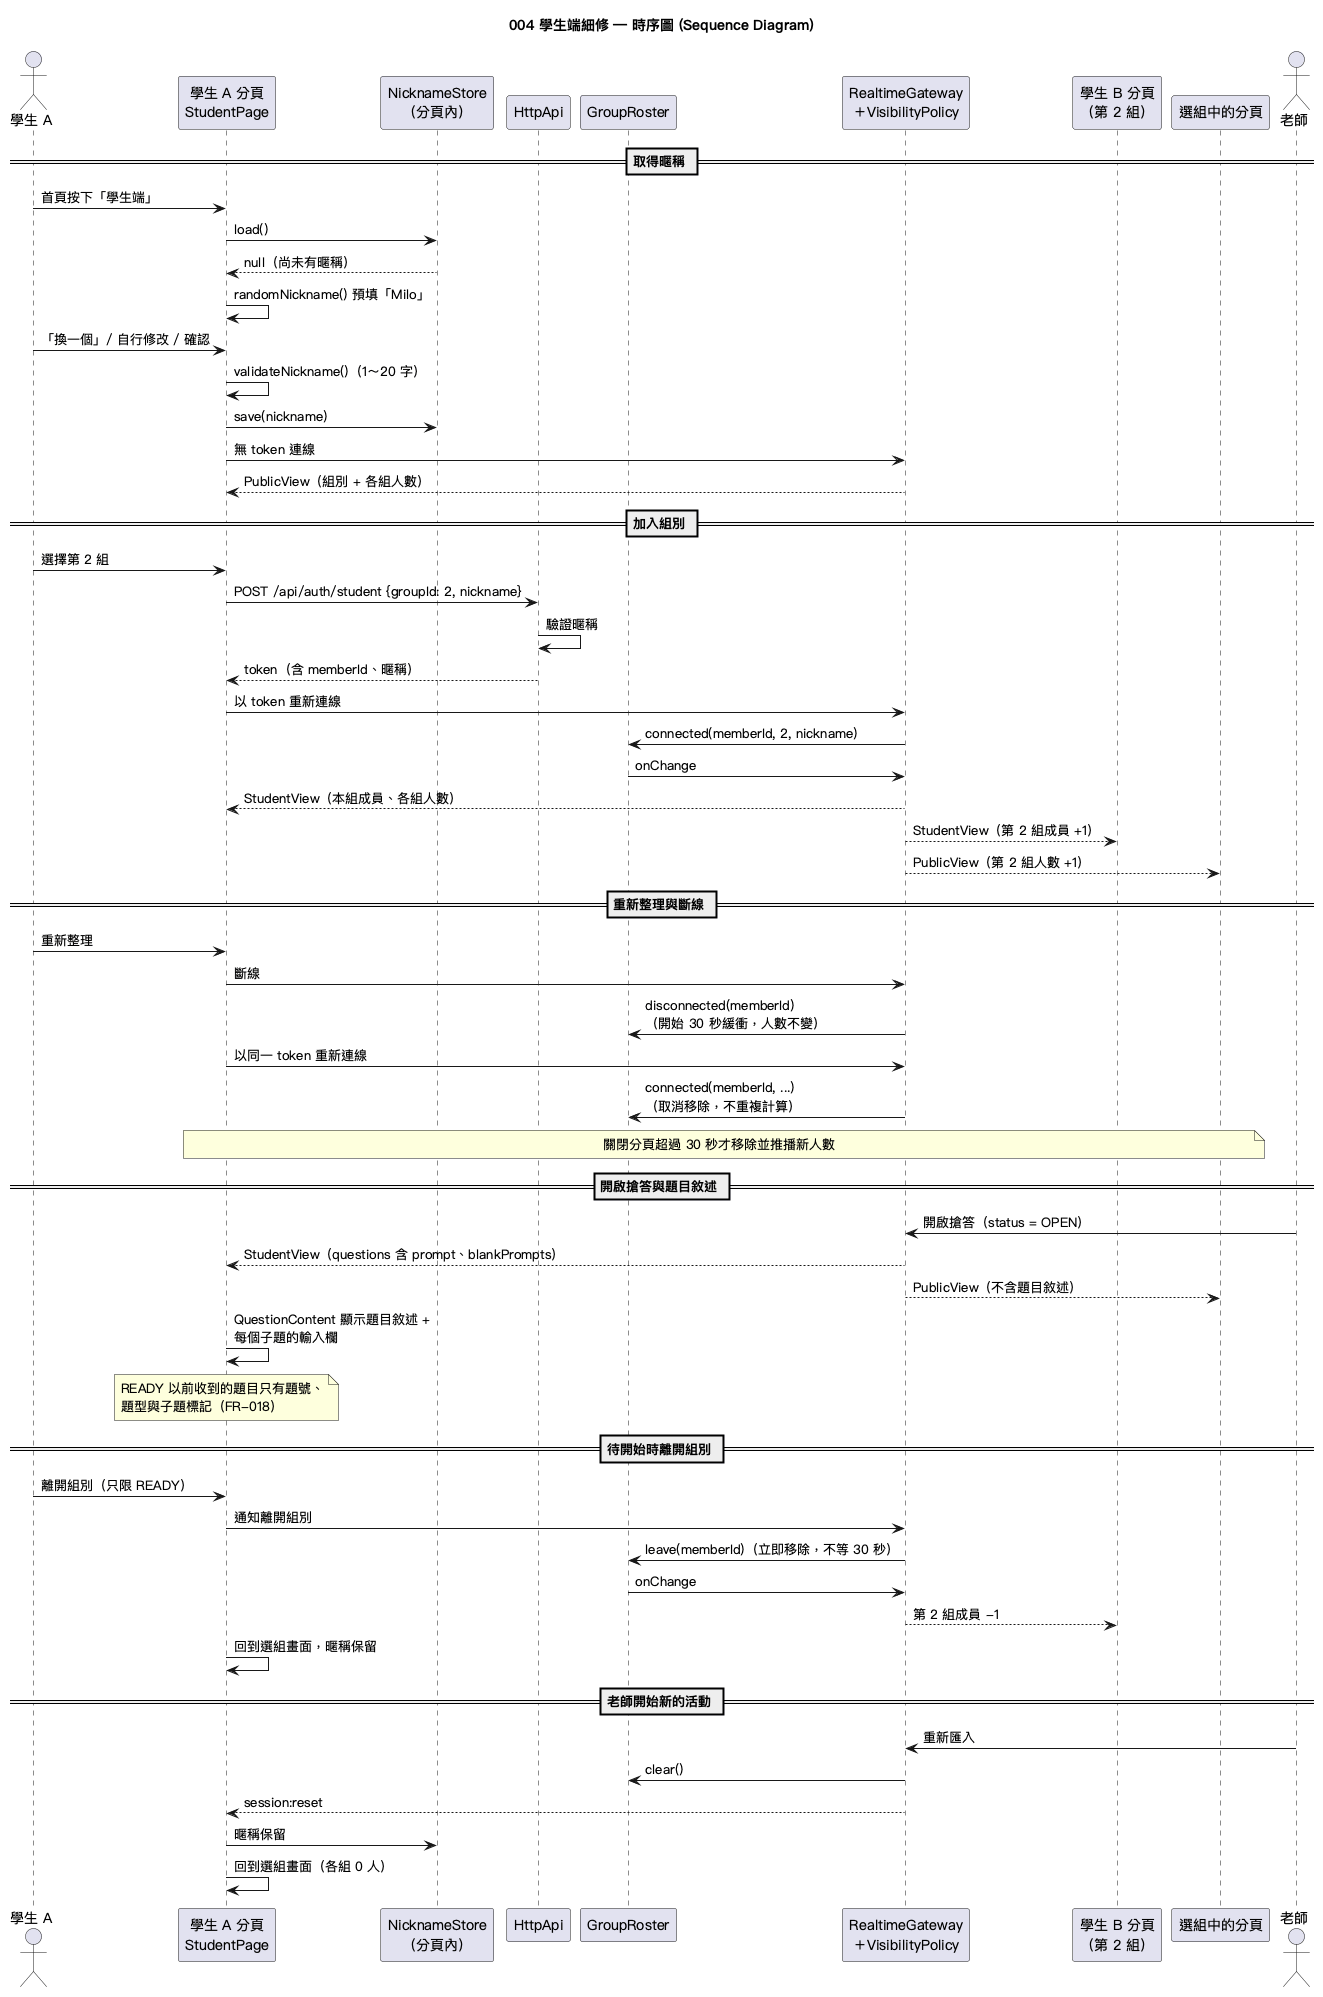 004 學生端細修 — 時序圖 (Sequence Diagram)
學生 A
學生 A 分頁
StudentPage
NicknameStore
（分頁內）
HttpApi
GroupRoster
RealtimeGateway
＋VisibilityPolicy
學生 B 分頁
（第 2 組）
選組中的分頁
老師
取得暱稱
首頁按下「學生端」
load()
null（尚未有暱稱）
randomNickname() 預填「Milo」
「換一個」/ 自行修改 / 確認
validateNickname()（1～20 字）
save(nickname)
無 token 連線
PublicView（組別 + 各組人數）
加入組別
選擇第 2 組
POST /api/auth/student {groupId: 2, nickname}
驗證暱稱
token（含 memberId、暱稱）
以 token 重新連線
connected(memberId, 2, nickname)
onChange
StudentView（本組成員、各組人數）
StudentView（第 2 組成員 +1）
PublicView（第 2 組人數 +1）
重新整理與斷線
重新整理
斷線
disconnected(memberId)
（開始 30 秒緩衝，人數不變）
以同一 token 重新連線
connected(memberId, ...)
（取消移除，不重複計算）
關閉分頁超過 30 秒才移除並推播新人數
開啟搶答與題目敘述
開啟搶答（status = OPEN）
StudentView（questions 含 prompt、blankPrompts）
PublicView（不含題目敘述）
QuestionContent 顯示題目敘述 +
每個子題的輸入欄
READY 以前收到的題目只有題號、
題型與子題標記（FR-018）
待開始時離開組別
離開組別（只限 READY）
通知離開組別
leave(memberId)（立即移除，不等 30 秒）
onChange
第 2 組成員 -1
回到選組畫面，暱稱保留
老師開始新的活動
重新匯入
clear()
session:reset
暱稱保留
回到選組畫面（各組 0 人）
學生 A
學生 A 分頁
StudentPage
NicknameStore
（分頁內）
HttpApi
GroupRoster
RealtimeGateway
＋VisibilityPolicy
學生 B 分頁
（第 2 組）
選組中的分頁
老師